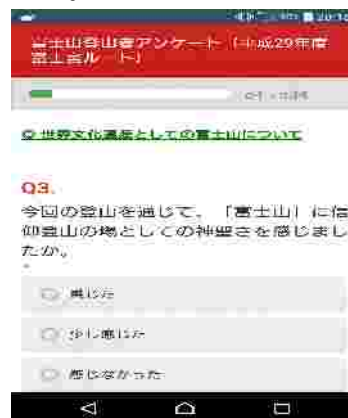 富士山登山者アンケート（平成29年度
富士宮ルート）
○ 世界文化遺産としての富士山について
Q3.
今回の登山を通じて、「富士山」に信
仰登山の場としての神聖さを感じまし
たか。
*
感じた
少し感じた
感じなかった